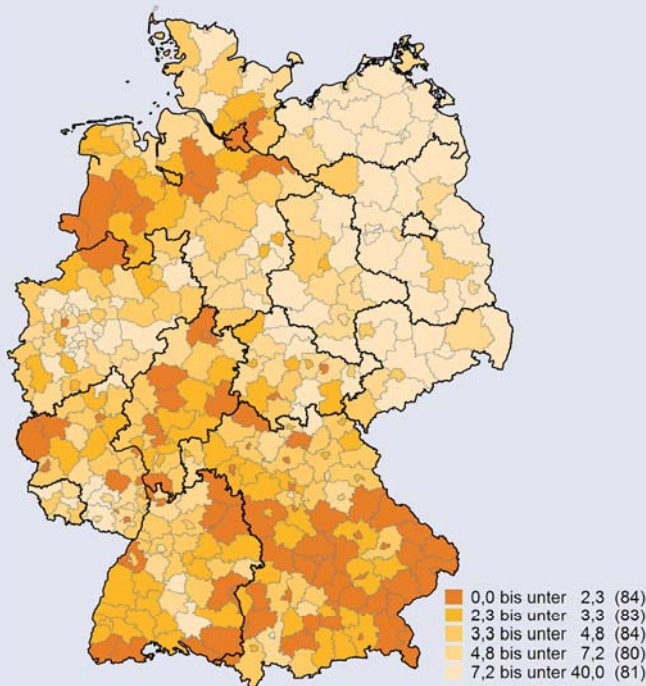 0,0 bis unter 2,3 (84)
2,3 bis unter 3,3 (83)
3,3 bis unter 4,8 (84)
4,8 bis unter 7,2 (80)
7,2 bis unter 40,0 (81)